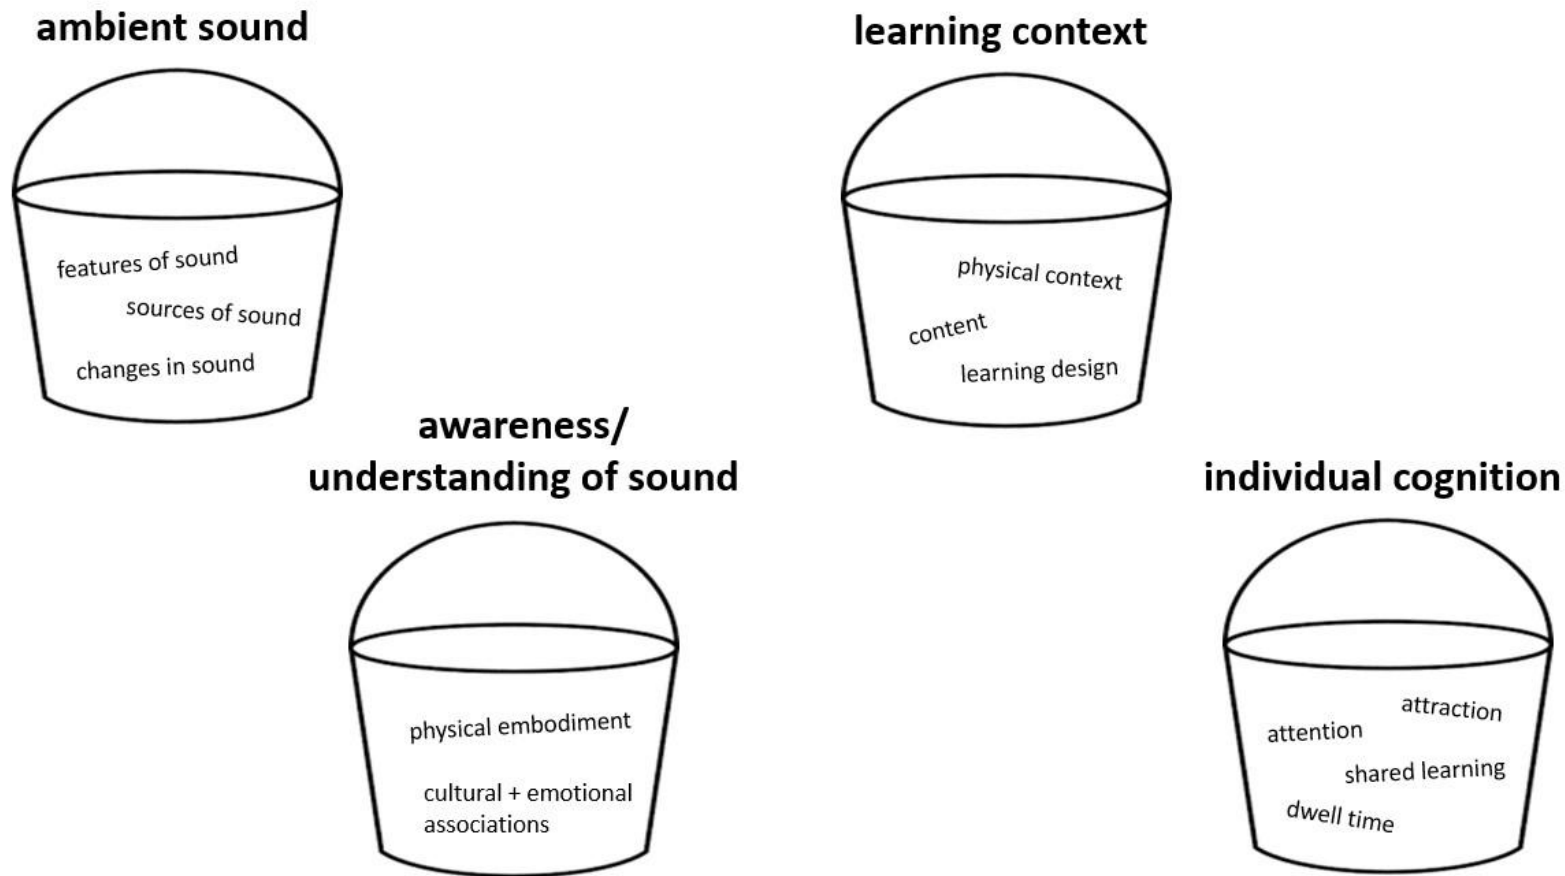 ambient sound
features of sound
sources of sound
changes in sound
learning context
physical context
content
learning design
awareness/
understanding of sound
physical embodiment
cultural + emotional
associations
individual cognition
attraction
attention
shared learning
dwell time